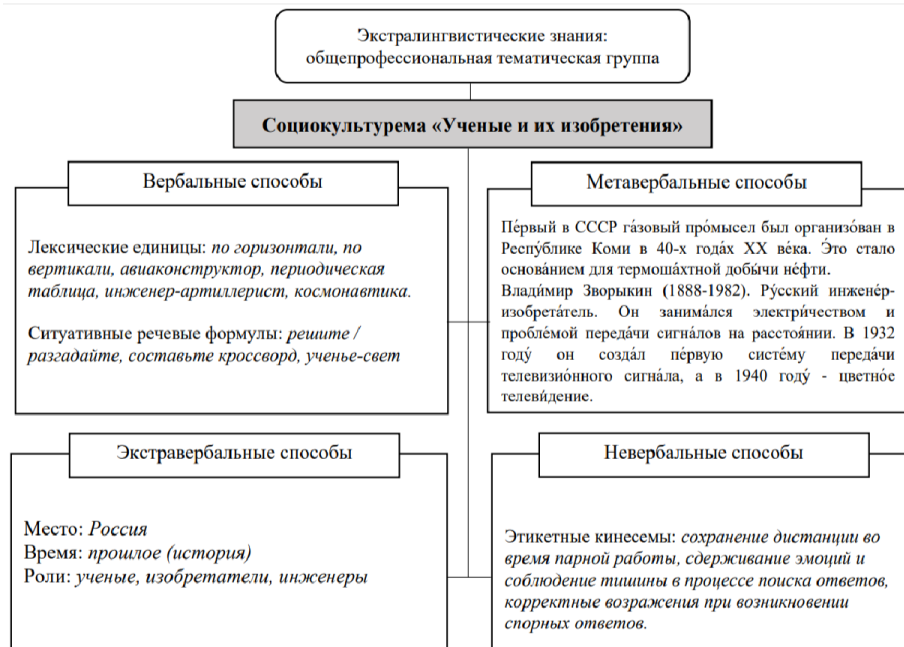 Экстралингвистические знания:
общепрофессиональная тематическая группа
Социокультурема «Ученые и их изобретения»
Вербальные способы
Лексические единицы: по горизонтали, по
вертикали, авиаконструктор, периодическая
таблица, инженер-артиллерист, космонавтика.
Ситуативные речевые формулы: решите /
разгадайте, составьте кроссворд, ученье-свет
Метавербальные способы
Пе́рвый в СССР га́зовый про́мысел был организо́ван в
Респу́блике Коми в 40-х года́х XX ве́ка. Э́то стало
основа́нием для термоша́хтной добы́чи не́фти.
Влади́мир Зворыкин (1888-1982). Ру́сский инжене́р-
изобрета́тель. Он занима́лся электри́чеством и
пробле́мой переда́чи сигна́лов на расстоя́нии. В 1932
году́ он созда́л пе́рвую систе́му переда́чи
телевизио́нного сигна́ла, а в 1940 году́ - цветно́е
телеви́дение.
Экстравербальные способы
Место: Россия
Время: прошлое (история)
Роли: ученые, изобретатели, инженеры
Невербальные способы
Этикетные кинесемы: сохранение дистанции во
время парной работы, сдерживание эмоций и
соблюдение тишины в процессе поиска ответов,
корректные возражения при возникновении
спорных ответов.